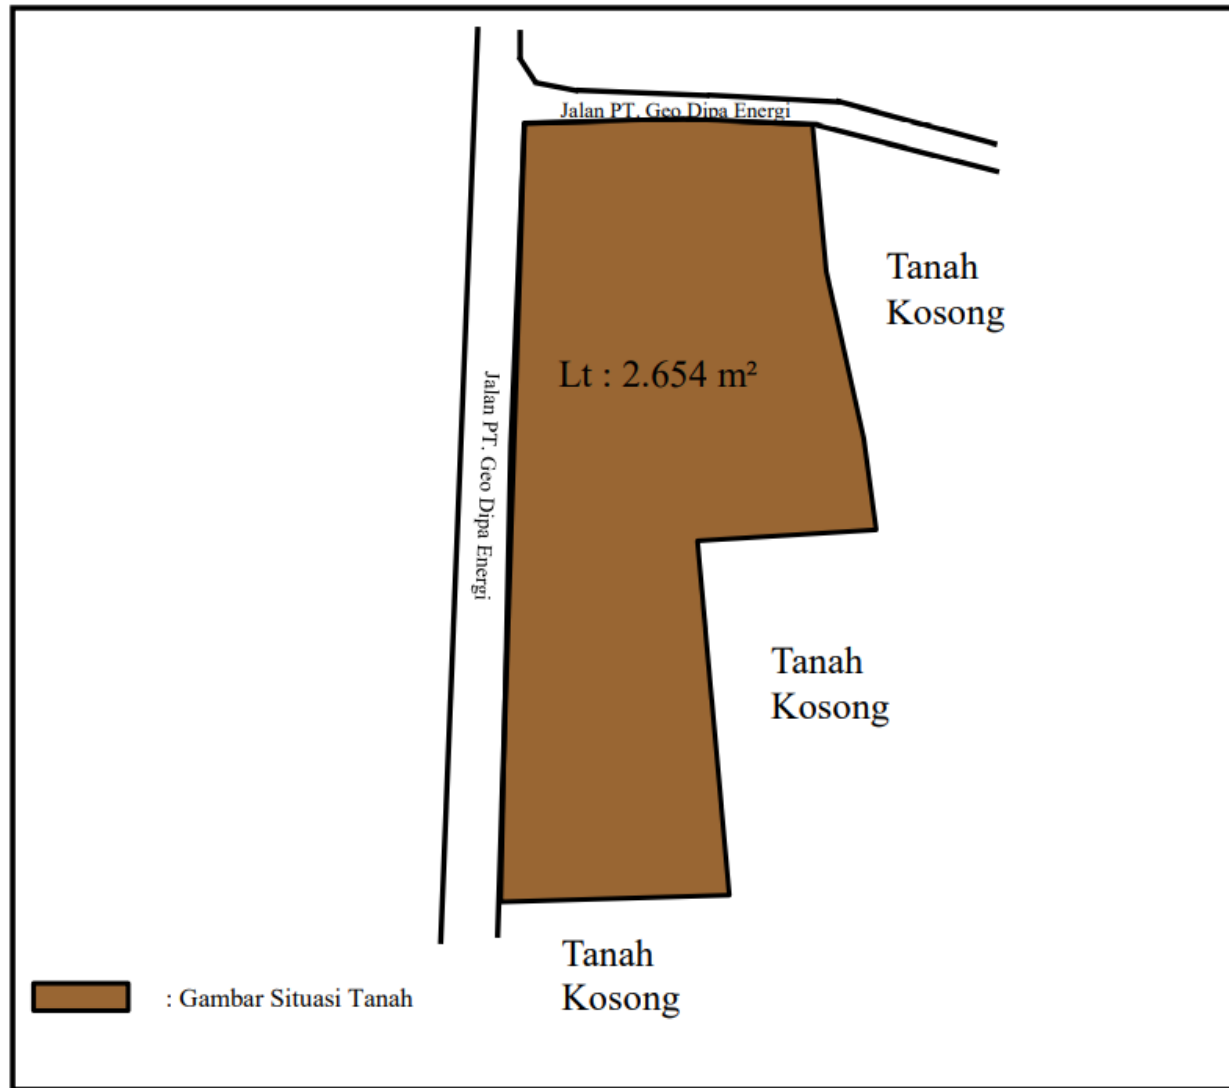 Jalan PT. Geo Dipa Energi
Tanah
Kosong
Lt : 2.654 m²
Jalan PT. Geo Dipa Energi
Tanah
Kosong
Tanah
Kosong
: Gambar Situasi Tanah